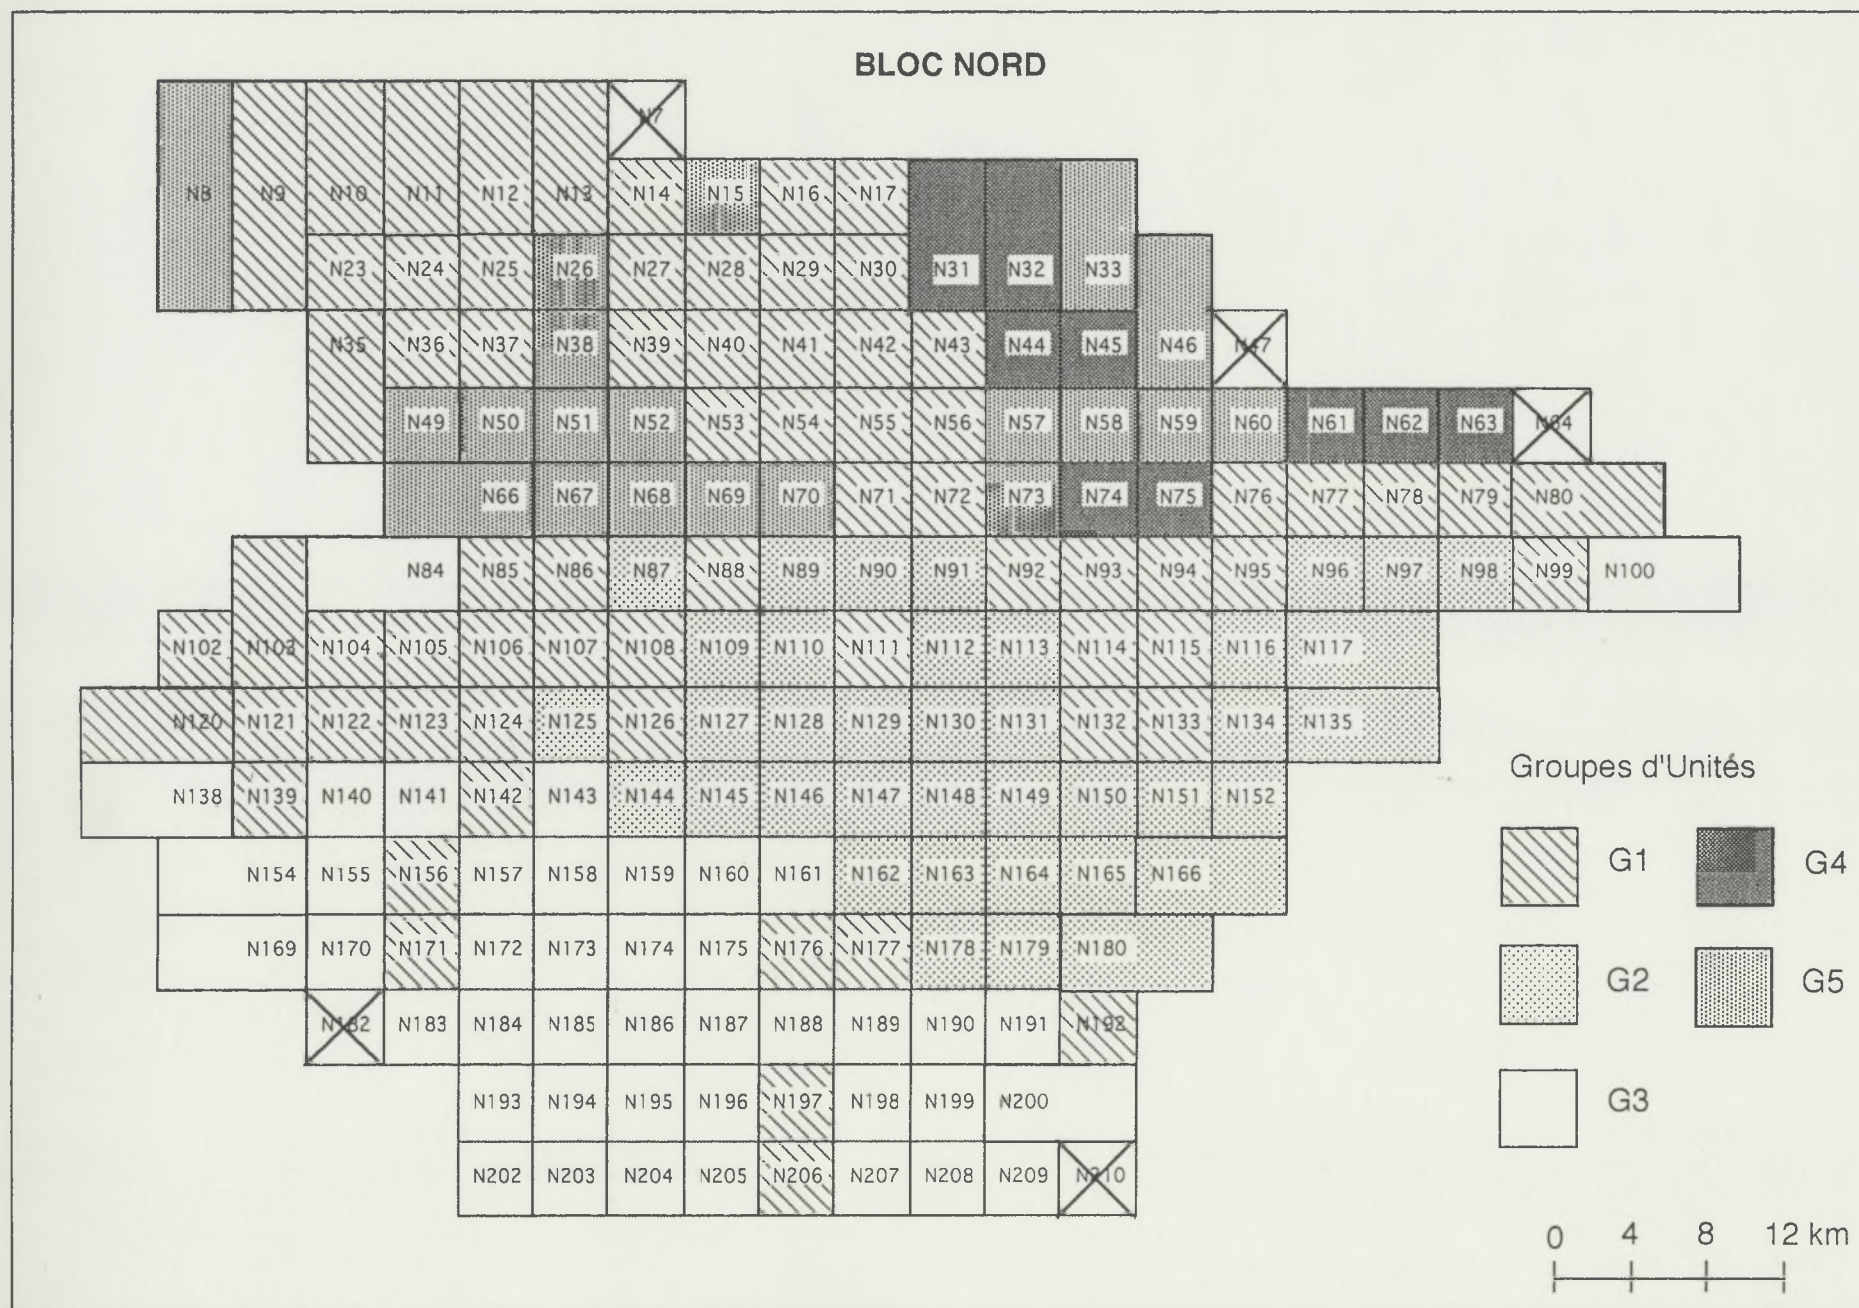 BLOC NORD
N7
N8 N9 N10 N11 N12 N13 N14 N15 N16 N17
N23 N24 N25 N26 N27 N28 N29 N30 N31 N32 N33
N35 N36 N37 N38 N39 N40 N41 N42 N43 N44 N45 N46 N47
N49 N50 N51 N52 N53 N54 N55 N56 N57 N58 N59 N60 N61 N62 N63 N64
N66 N67 N68 N69 N70 N71 N72 N73 N74 N75 N76 N77 N78 N79 N80
N84 N85 N86 N87 N88 N89 N90 N91 N92 N93 N94 N95 N96 N97 N98 N99 N100
N102 N103 N104 N105 N106 N107 N108 N109 N110 N111 N112 N113 N114 N115 N116 N117
N120 N121 N122 N123 N124 N125 N126 N127 N128 N129 N130 N131 N132 N133 N134 N135
N138 N139 N140 N141 N142 N143 N144 N145 N146 N147 N148 N149 N150 N151 N152
N154 N155 N156 N157 N158 N159 N160 N161 N162 N163 N164 N165 N166
N169 N170 N171 N172 N173 N174 N175 N176 N177 N178 N179 N180
N182 N183 N184 N185 N186 N187 N188 N189 N190 N191 N192
N193 N194 N195 N196 N197 N198 N199 N200
N202 N203 N204 N205 N206 N207 N208 N209 N210
Groupes d'Unités
G1 G4
G2 G5
G3
0 4 8 12 km